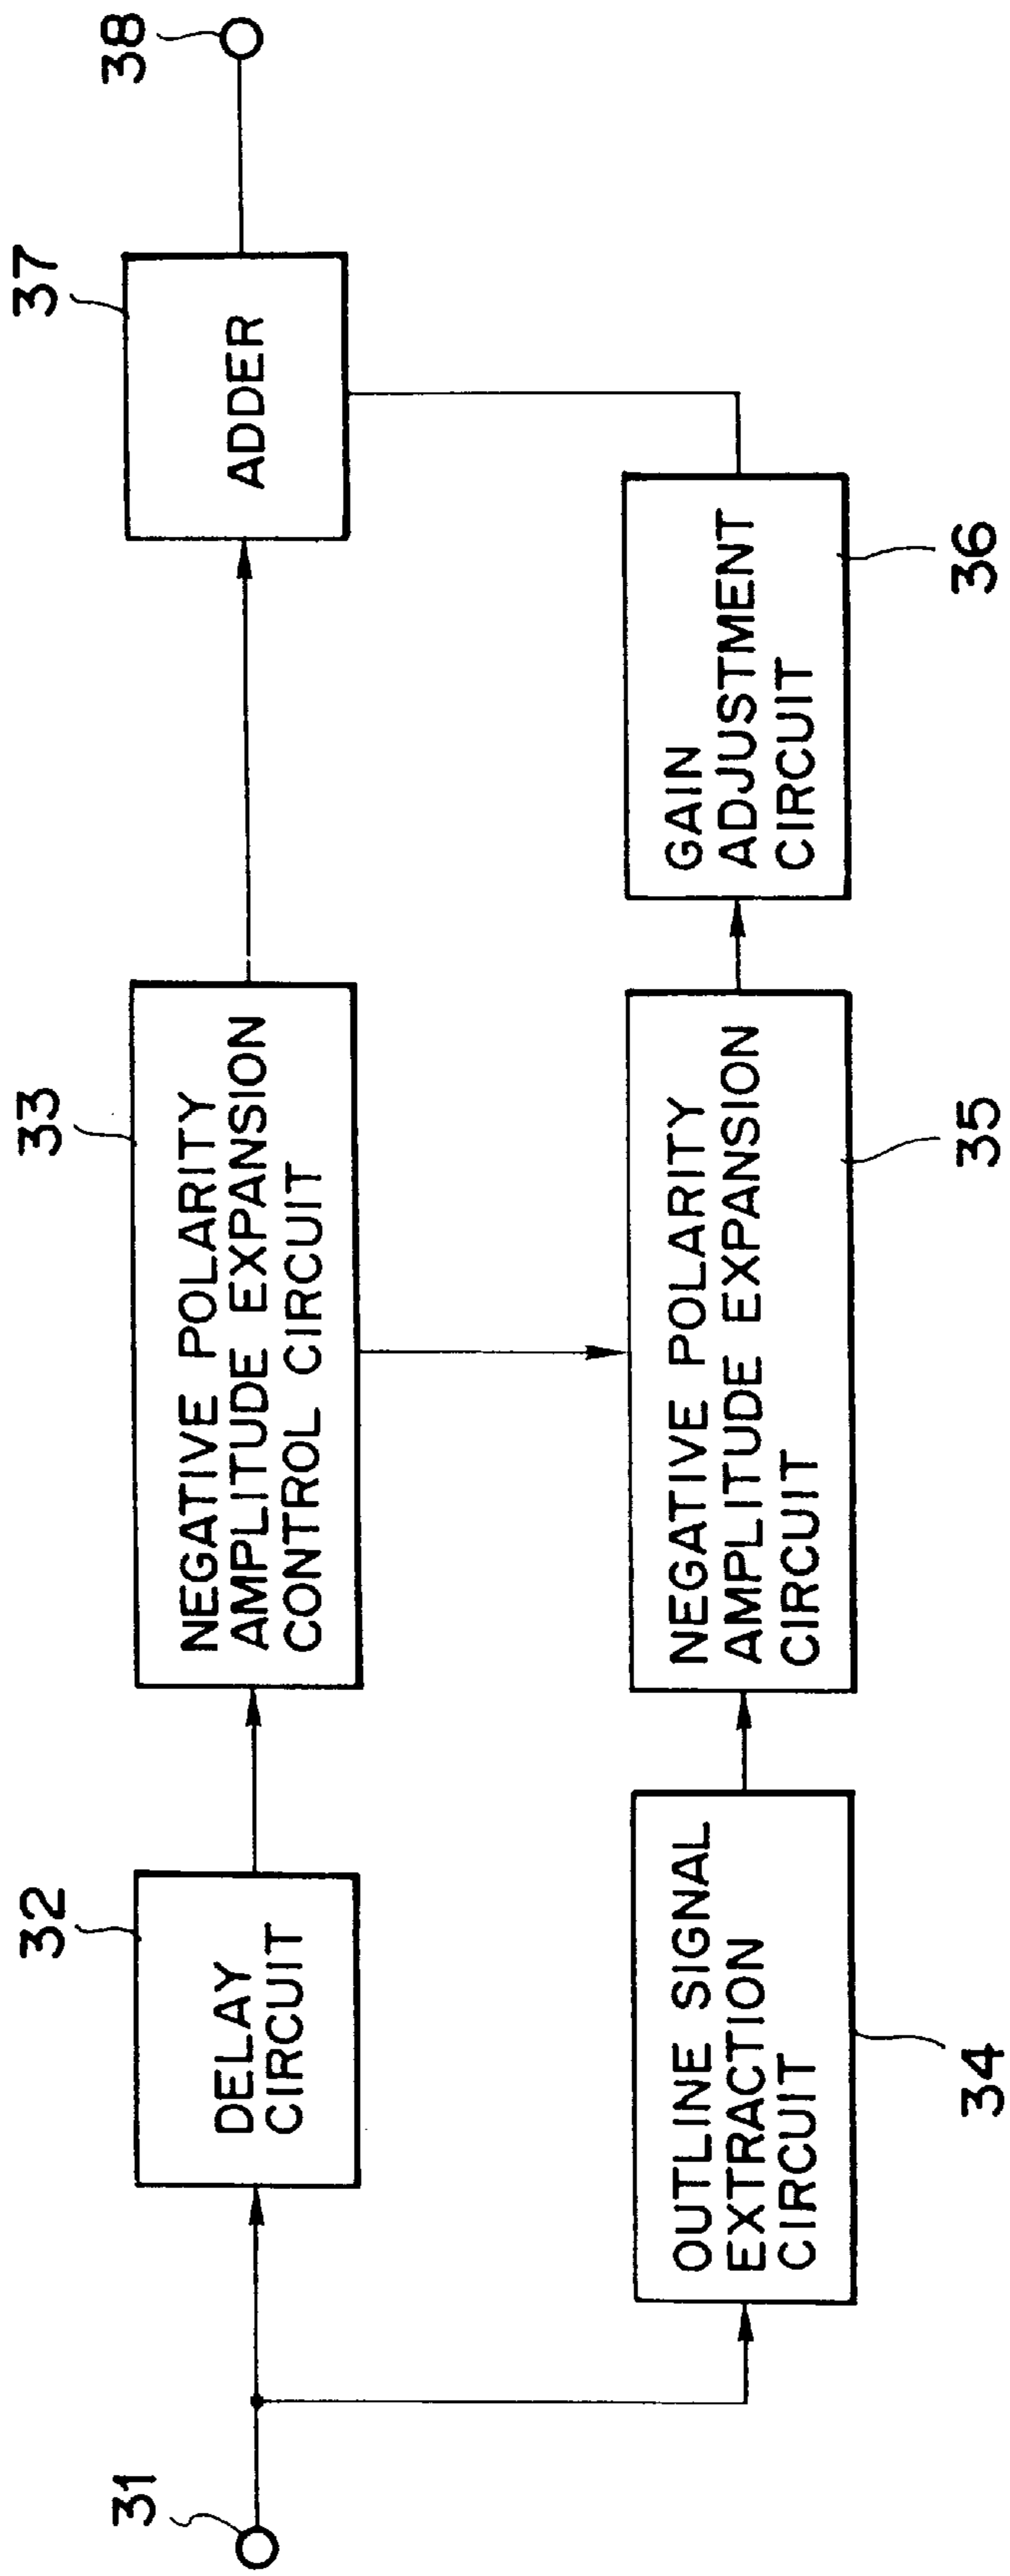 31
32
DELAY
CIRCUIT
33
NEGATIVE POLARITY
AMPLITUDE EXPANSION
CONTROL CIRCUIT
37
ADDER
38
OUTLINE SIGNAL
EXTRACTION
CIRCUIT
34
NEGATIVE POLARITY
AMPLITUDE EXPANSION
CIRCUIT
35
GAIN
ADJUSTMENT
CIRCUIT
36